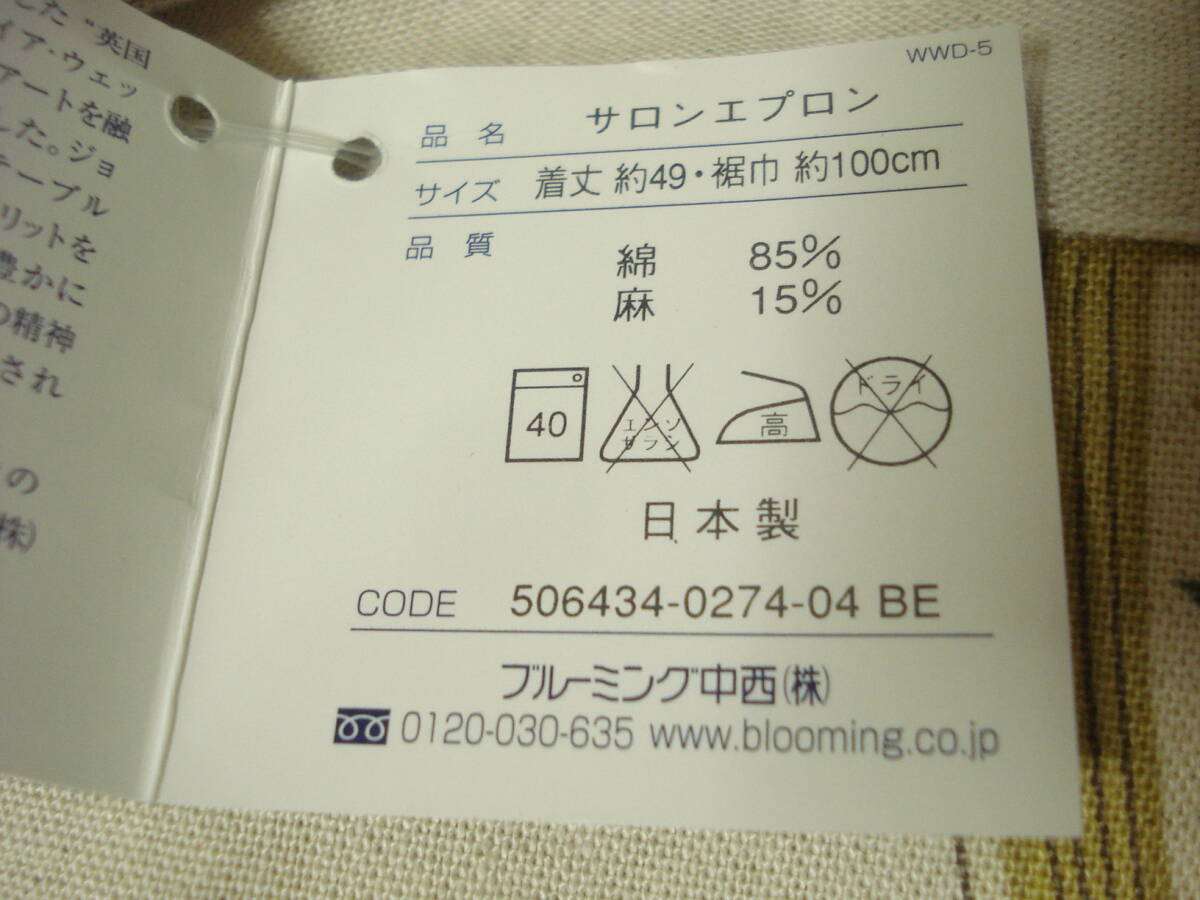 した“英国
イア・ウェッ
アートを融
した。ジョ
テーブル
リットを
豊かに
の精神
され
の
株)
WWD-5
品名 サロンエプロン
サイズ 着丈 約49・裾巾 約100cm
品質
綿 85%
麻 15%
40 エンソ サラシ 高 ドライ
日本製
CODE 506434-0274-04 BE
ブルーミング中西(株)
0120-030-635 www.blooming.co.jp